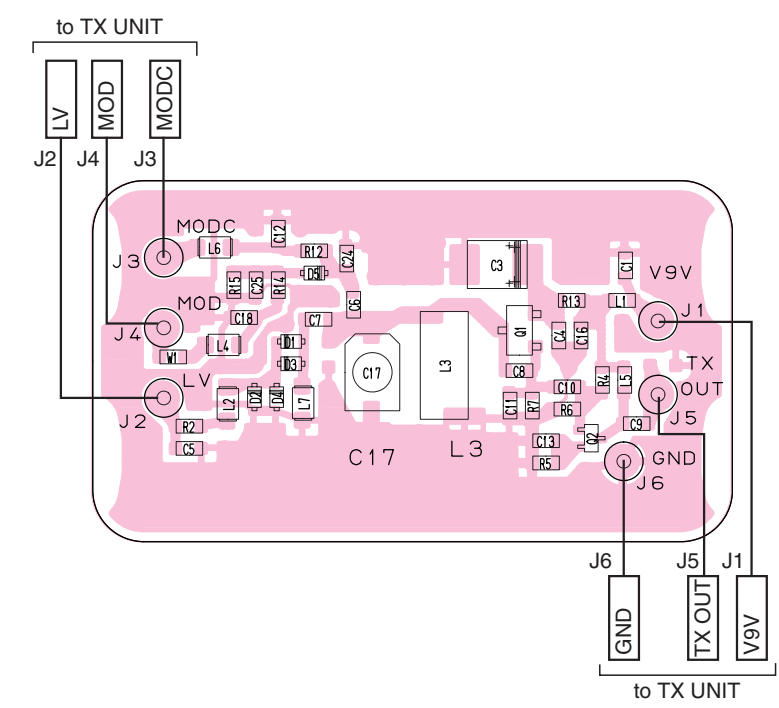 to TX UNIT
LV
MOD
MODC
J2
J4
J3
MODC
J3
L6
C12
R12
C24
C3
C1
V9V
D5
R15
C25
R14
MOD
C6
R13
L1
J1
J4
C18
C7
Q1
C4
C16
W1
L4
D1
D3
L3
C17
C8
TX
LV
C10
R4
L5
OUT
J2
L2
D2
D4
L7
C11
R7
R6
J5
R2
C9
C5
C13
Q2
R5
C17
L3
GND
J6
J6
J5
J1
GND
TX OUT
V9V
to TX UNIT